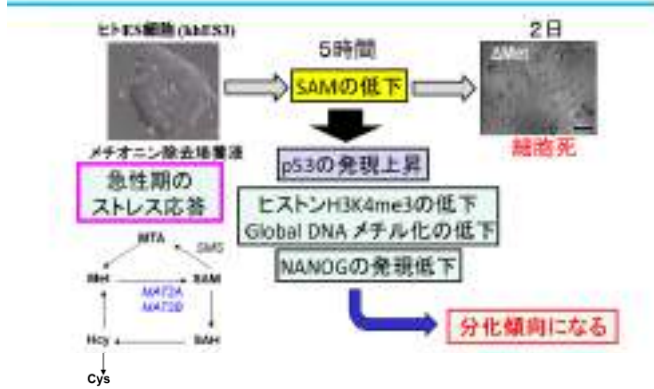 ヒトES細胞 (khES3)
5時間
2日
ΔMet
SAMの低下
細胞死
メチオニン除去培養液
急性期の
ストレス応答
p53の発現上昇
ヒストンH3K4me3の低下
Global DNA メチル化の低下
NANOGの発現低下
分化傾向になる
MTA
SMS
Met
SAM
MAT2A
MAT2B
Hcy
SAH
Cys